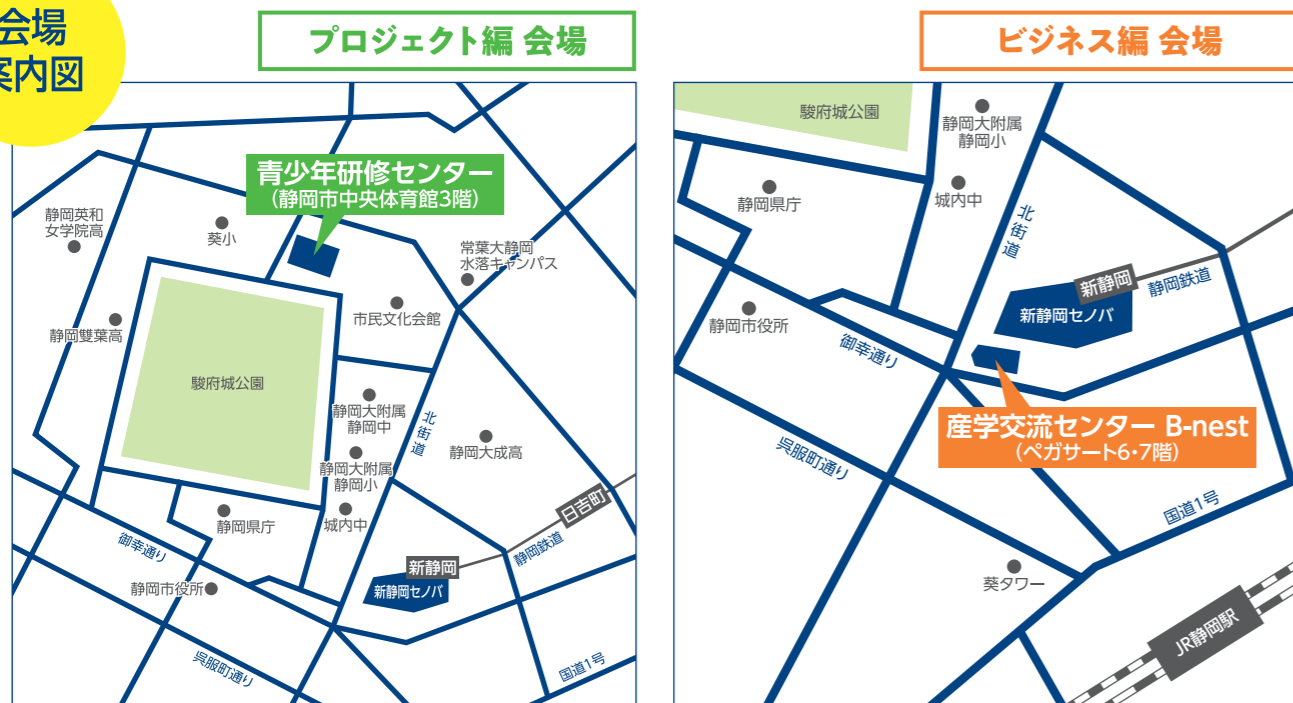 会場
案内図
プロジェクト編 会場
青少年研修センター
(静岡市中央体育館3階)
静岡英和
女学院高
葵小
常葉大静岡
水落キャンパス
市民文化会館
静岡雙葉高
駿府城公園
静岡大附属
静岡中
北街道
静岡大成高
静岡大附属
静岡小
静岡県庁
城内中
日吉町
御幸通り
静岡鉄道
新静岡
静岡市役所
新静岡セノバ
呉服町通り
国道1号
ビジネス編 会場
駿府城公園
静岡大附属
静岡小
静岡県庁
城内中
北街道
新静岡
静岡鉄道
新静岡セノバ
静岡市役所
御幸通り
産学交流センター B-nest
(ペガサート6・7階)
呉服町通り
国道1号
葵タワー
JR静岡駅